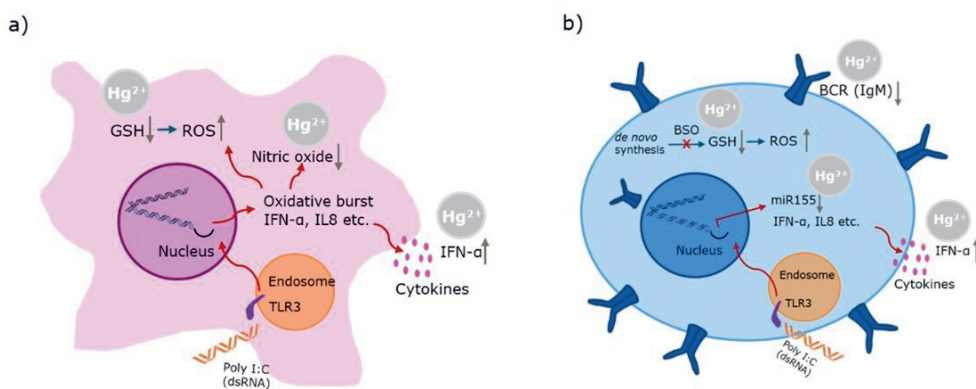 a)
Hg2+
GSH ROS
Hg2+
Nitric oxide
Oxidative burst
IFN-α, IL8 etc.
Hg2+
IFN-α
Cytokines
Nucleus
Endosome
TLR3
Poly I:C
(dsRNA)
b)
Hg2+
BCR (IgM)
Hg2+
de novo
synthesis
BSO
GSH ROS
Hg2+
miR155
IFN-α, IL8 etc.
Hg2+
IFN-α
Cytokines
Nucleus
Endosome
TLR3
Poly I:C
(dsRNA)